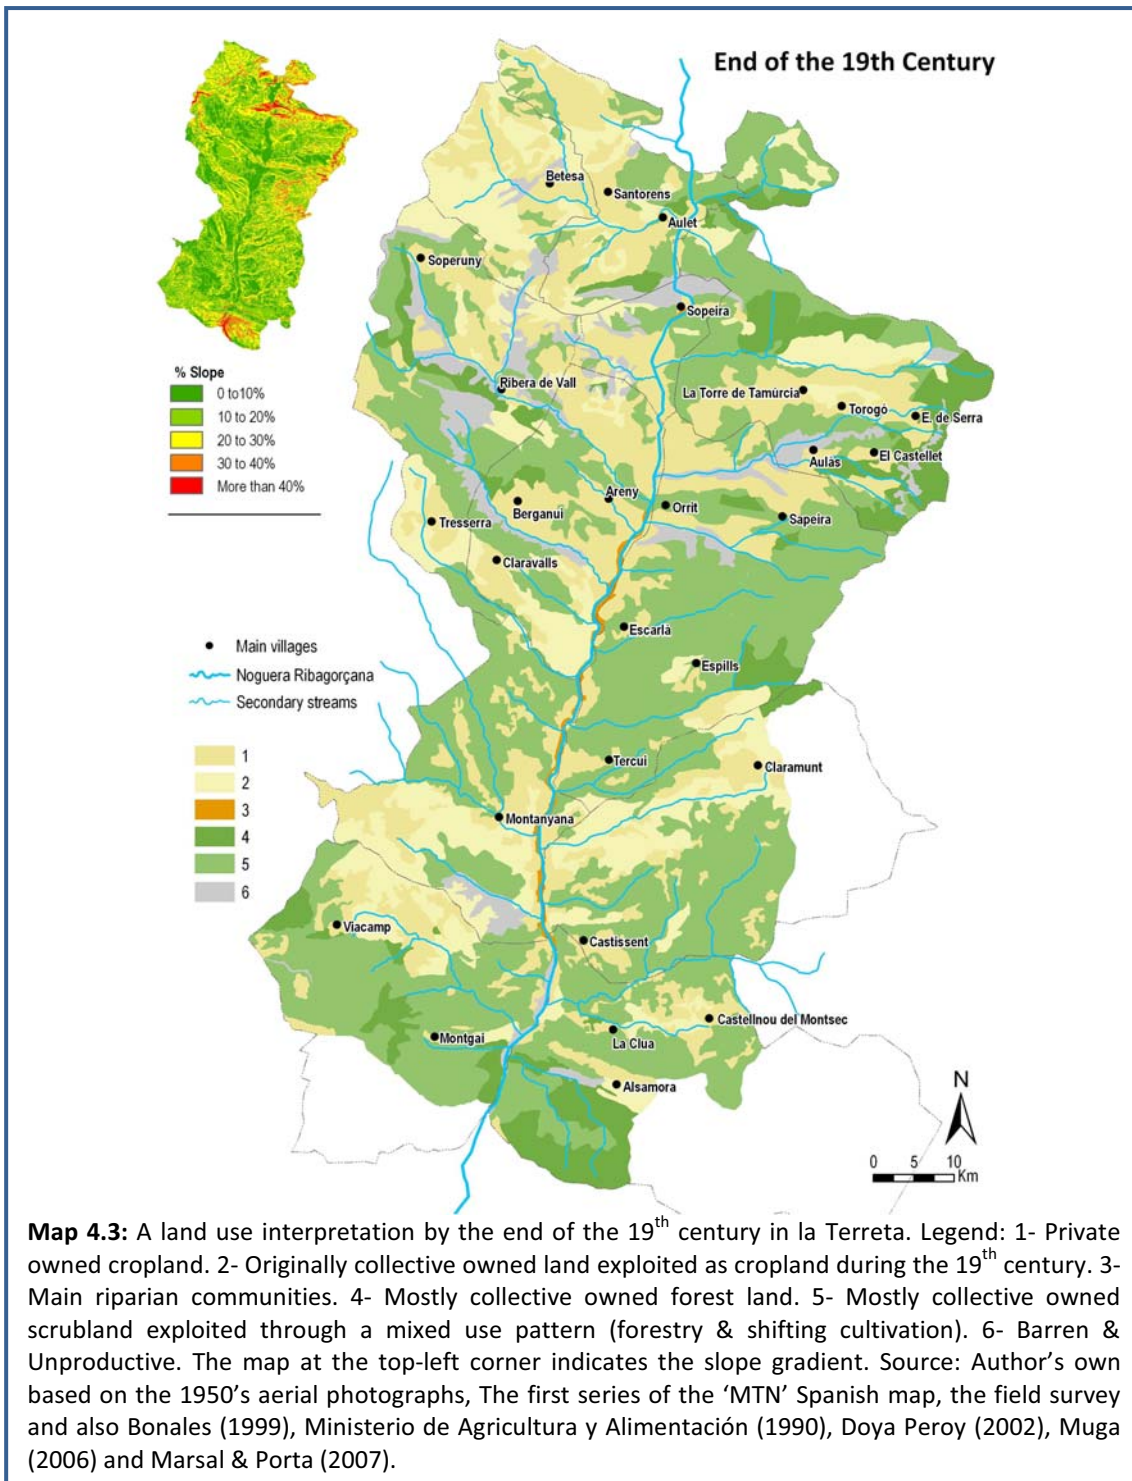 End of the 19th Century
Betesa
Santorens
Aulet
Soperuny
Sopeira
% Slope
0 to10%
10 to 20%
20 to 30%
30 to 40%
More than 40%
Ribera de Vall
La Torre de Tamúrcia
Torogó
E. de Serra
Aulàs
El Castellet
Areny
Berganui
Orrit
Sapeira
Tresserra
Claravalls
Escarlà
Espills
Main villages
Noguera Ribagorçana
Secondary streams
1
2
3
4
5
6
Tercui
Claramunt
Montanyana
Viacamp
Castissent
Castellnou del Montsec
Montgai
La Clua
Alsamora
N
0 5 10
Km
Map 4.3: A land use interpretation by the end of the 19th century in la Terreta. Legend: 1- Private
owned cropland. 2- Originally collective owned land exploited as cropland during the 19th century. 3-
Main riparian communities. 4- Mostly collective owned forest land. 5- Mostly collective owned
scrubland exploited through a mixed use pattern (forestry & shifting cultivation). 6- Barren &
Unproductive. The map at the top-left corner indicates the slope gradient. Source: Author’s own
based on the 1950’s aerial photographs, The first series of the ‘MTN’ Spanish map, the field survey
and also Bonales (1999), Ministerio de Agricultura y Alimentación (1990), Doya Peroy (2002), Muga
(2006) and Marsal & Porta (2007).